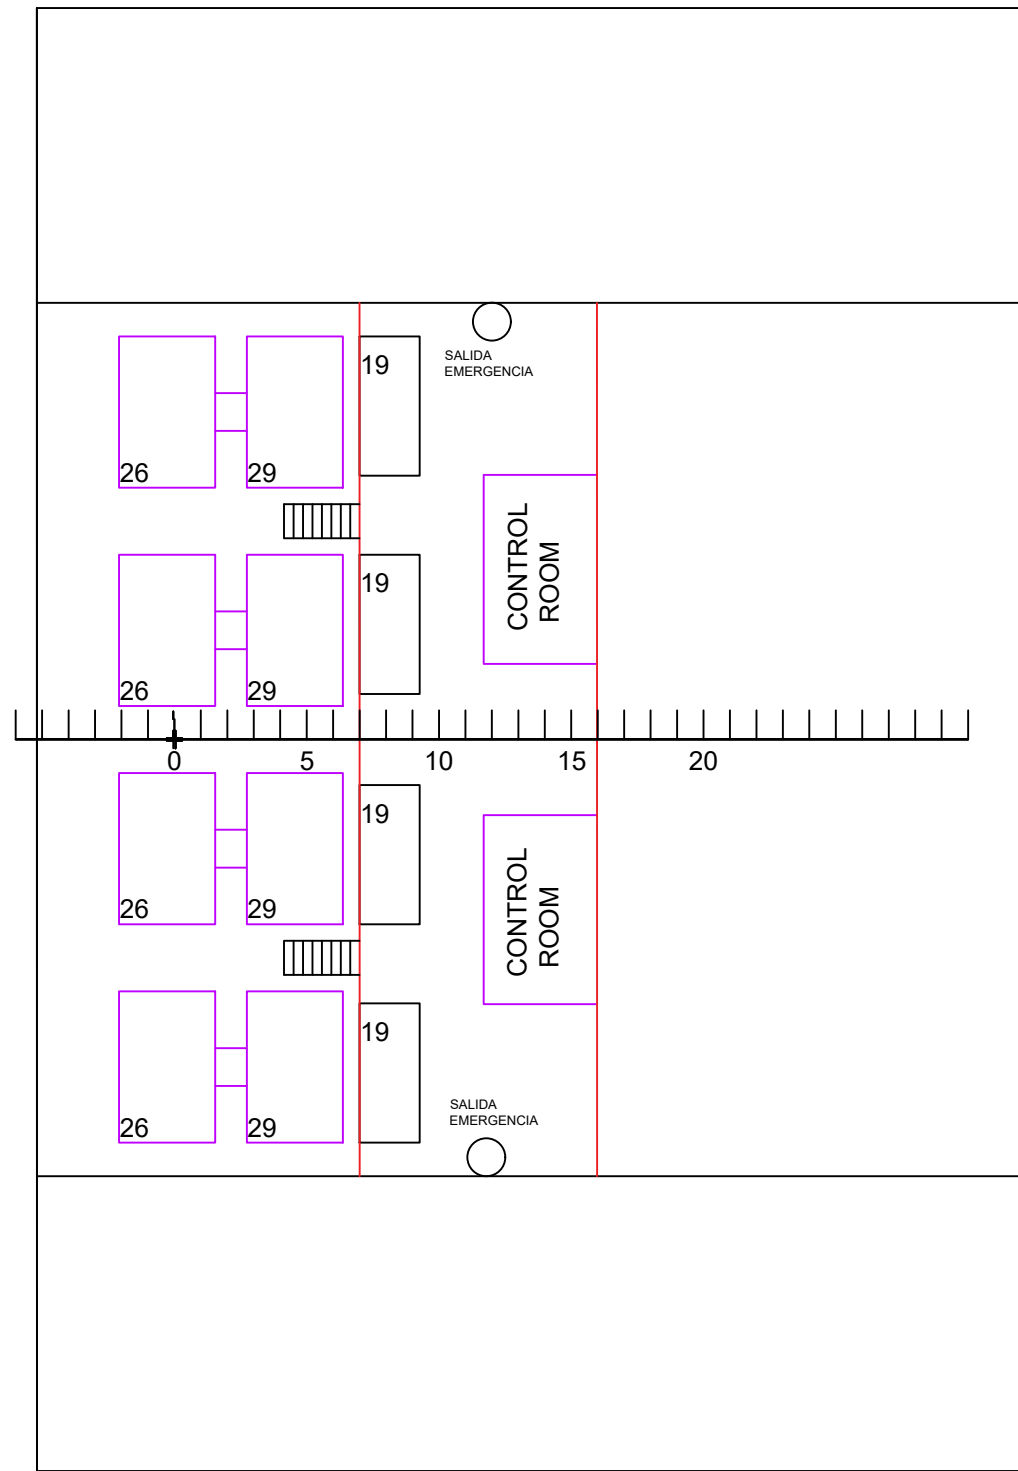 19
SALIDA
EMERGENCIA
26
29
CONTROL
ROOM
19
26
29
0
5
10
15
20
19
26
29
CONTROL
ROOM
19
SALIDA
EMERGENCIA
26
29